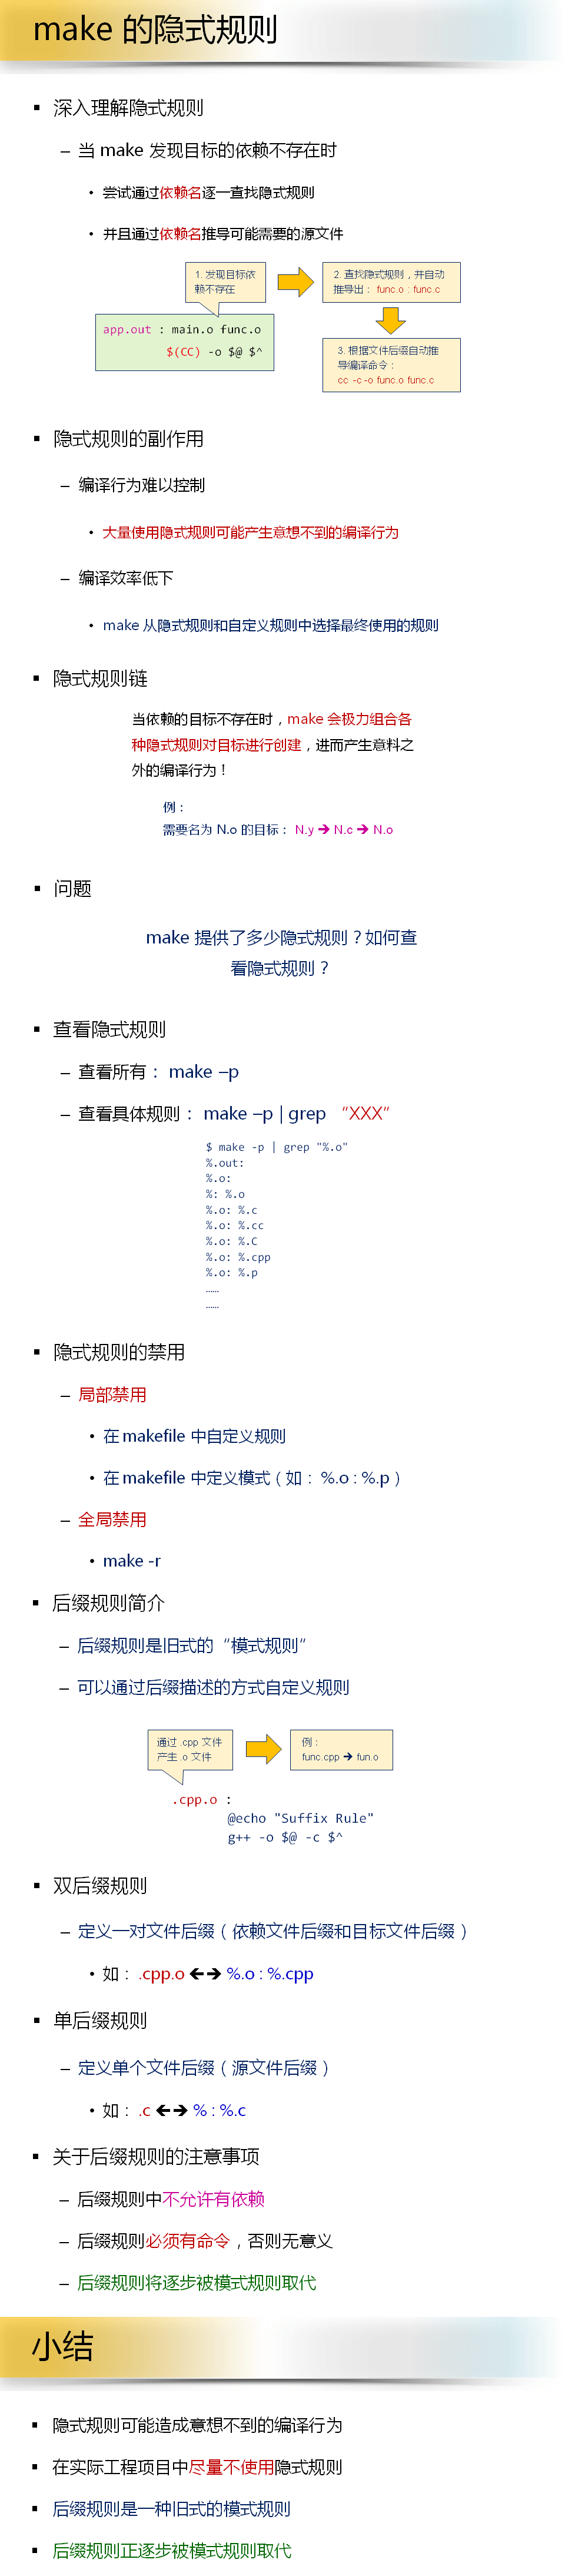 make 的隐式规则
▪ 深入理解隐式规则
– 当 make 发现目标的依赖不存在时
• 尝试通过依赖名逐一查找隐式规则
• 并且通过依赖名推导可能需要的源文件
1. 发现目标依
赖不存在
2. 查找隐式规则，并自动
推导出： func.o : func.c
app.out : main.o func.o
$(CC) -o $@ $^
3. 根据文件后缀自动推
导编译命令：
cc -c -o func.o func.c
▪ 隐式规则的副作用
– 编译行为难以控制
• 大量使用隐式规则可能产生意想不到的编译行为
– 编译效率低下
• make 从隐式规则和自定义规则中选择最终使用的规则
▪ 隐式规则链
当依赖的目标不存在时，make 会极力组合各
种隐式规则对目标进行创建，进而产生意料之
外的编译行为！
例：
需要名为 N.o 的目标： N.y ➔ N.c ➔ N.o
▪ 问题
make 提供了多少隐式规则？如何查
看隐式规则？
▪ 查看隐式规则
– 查看所有： make –p
– 查看具体规则： make –p | grep “XXX”
$ make -p | grep "%.o"
%.out:
%.o:
%: %.o
%.o: %.c
%.o: %.cc
%.o: %.C
%.o: %.cpp
%.o: %.p
……
……
▪ 隐式规则的禁用
– 局部禁用
• 在 makefile 中自定义规则
• 在 makefile 中定义模式（如： %.o : %.p ）
– 全局禁用
• make -r
▪ 后缀规则简介
– 后缀规则是旧式的“模式规则”
– 可以通过后缀描述的方式自定义规则
通过 .cpp 文件
产生 .o 文件
例：
func.cpp ➔ fun.o
.cpp.o :
@echo "Suffix Rule"
g++ -o $@ -c $^
▪ 双后缀规则
– 定义一对文件后缀（依赖文件后缀和目标文件后缀）
• 如： .cpp.o ←→ %.o : %.cpp
▪ 单后缀规则
– 定义单个文件后缀（源文件后缀）
• 如： .c ←→ % : %.c
▪ 关于后缀规则的注意事项
– 后缀规则中不允许有依赖
– 后缀规则必须有命令，否则无意义
– 后缀规则将逐步被模式规则取代
小结
▪ 隐式规则可能造成意想不到的编译行为
▪ 在实际工程项目中尽量不使用隐式规则
▪ 后缀规则是一种旧式的模式规则
▪ 后缀规则正逐步被模式规则取代